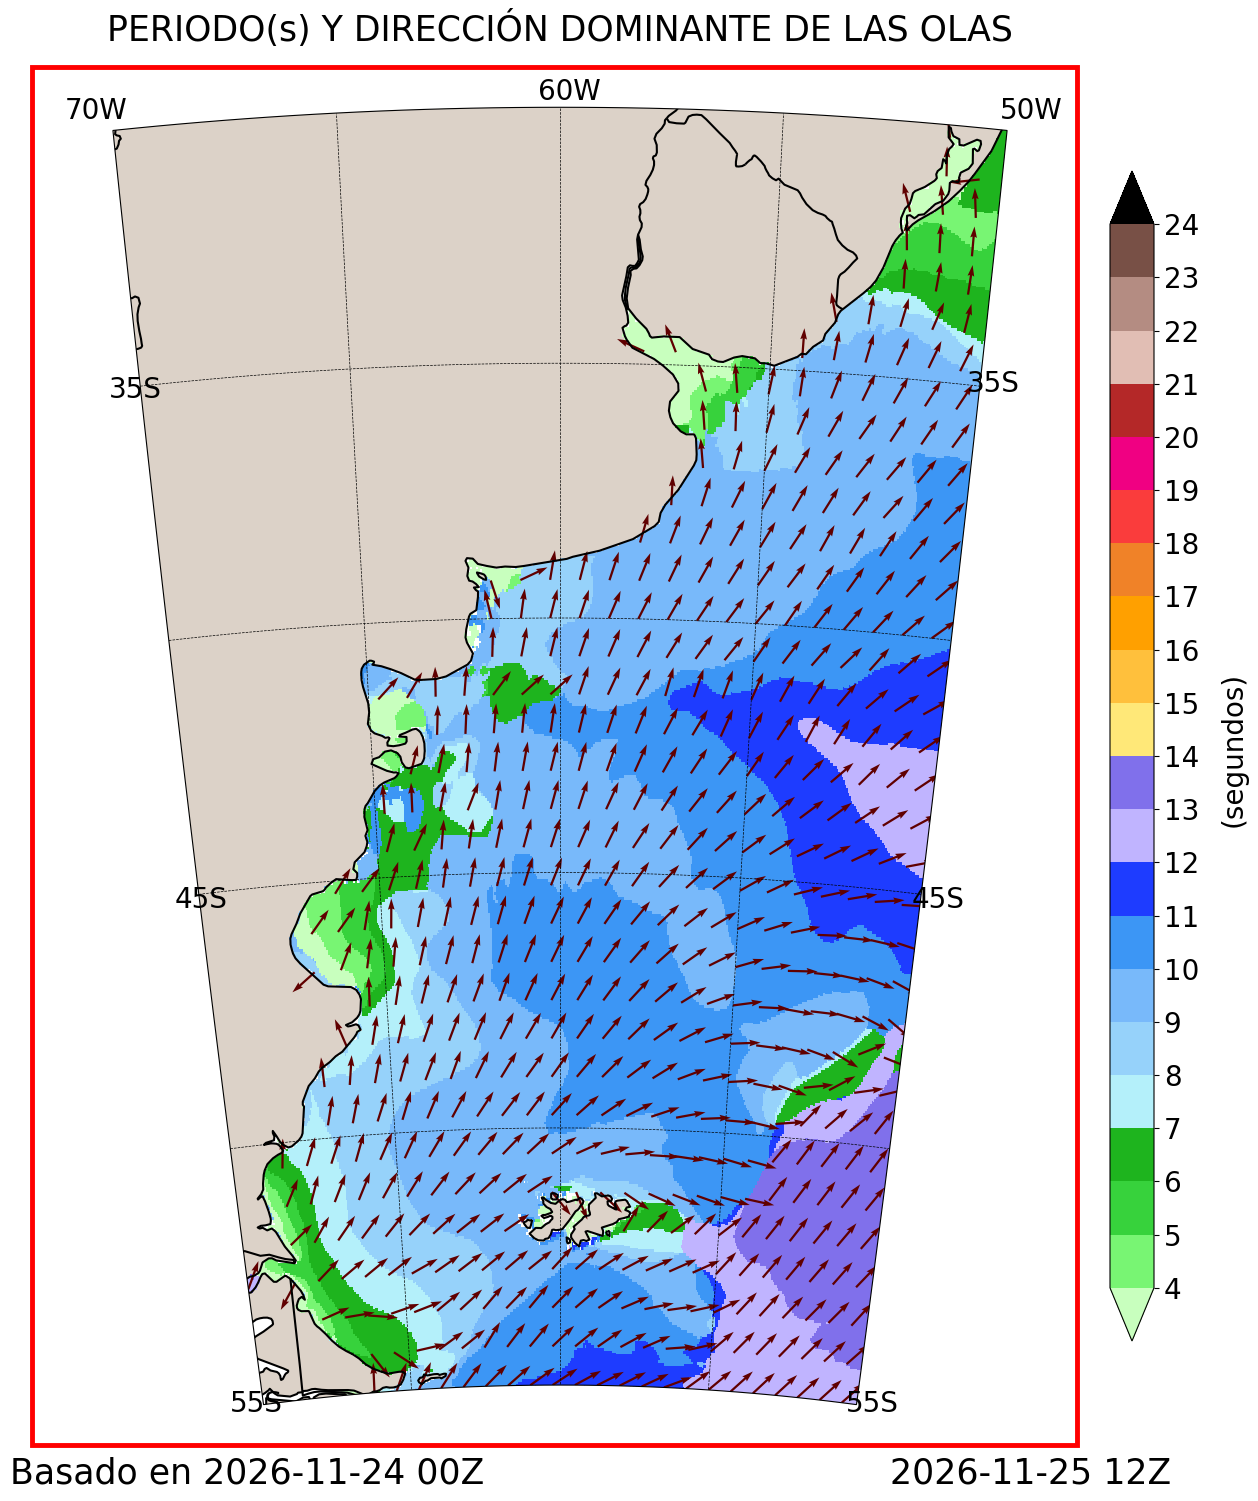 PERIODO(s) Y DIRECCIÓN DOMINANTE DE LAS OLAS
70W
60W
50W
35S
35S
45S
45S
55S
55S
24
23
22
21
20
19
18
17
16
15
14
13
12
11
10
9
8
7
6
5
4
(segundos)
Basado en 2026-11-24 00Z
2026-11-25 12Z